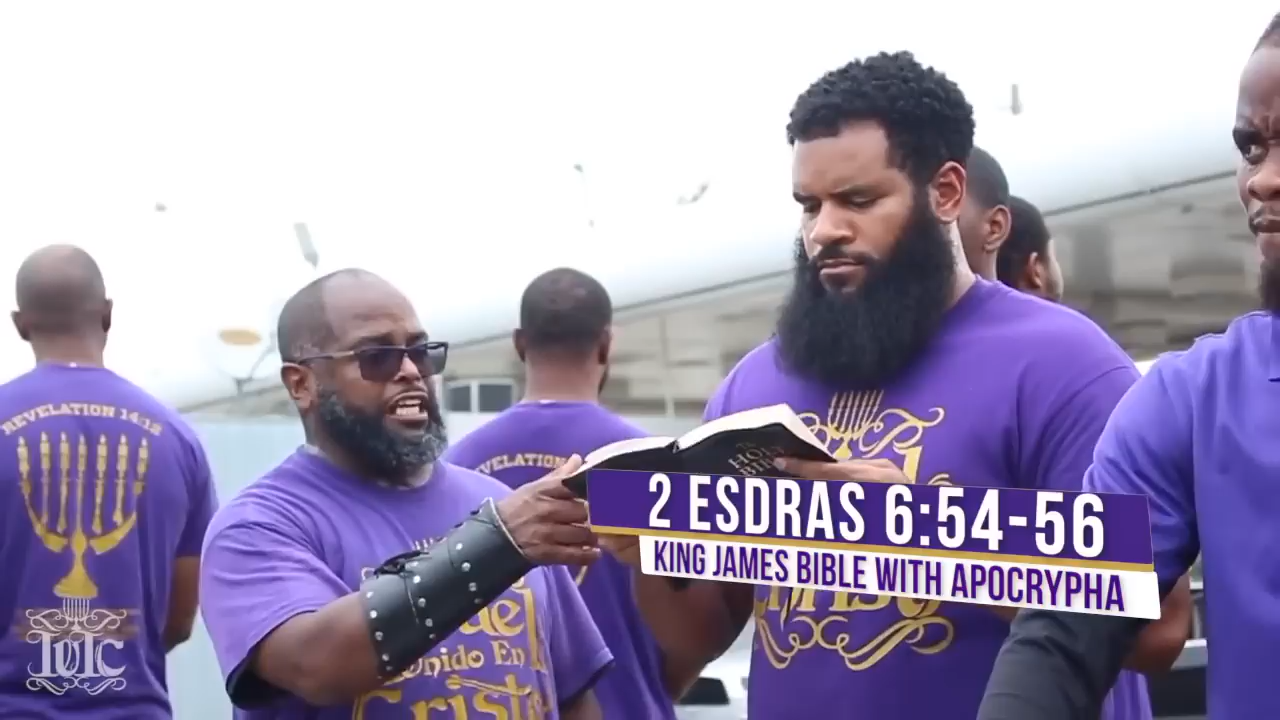 REVELATION 14:12
REVELATION
HOLY
BIBLE
2 ESDRAS 6:54-56
KING JAMES BIBLE WITH APOCRYPHA
Unido En
Cristo
IUIC